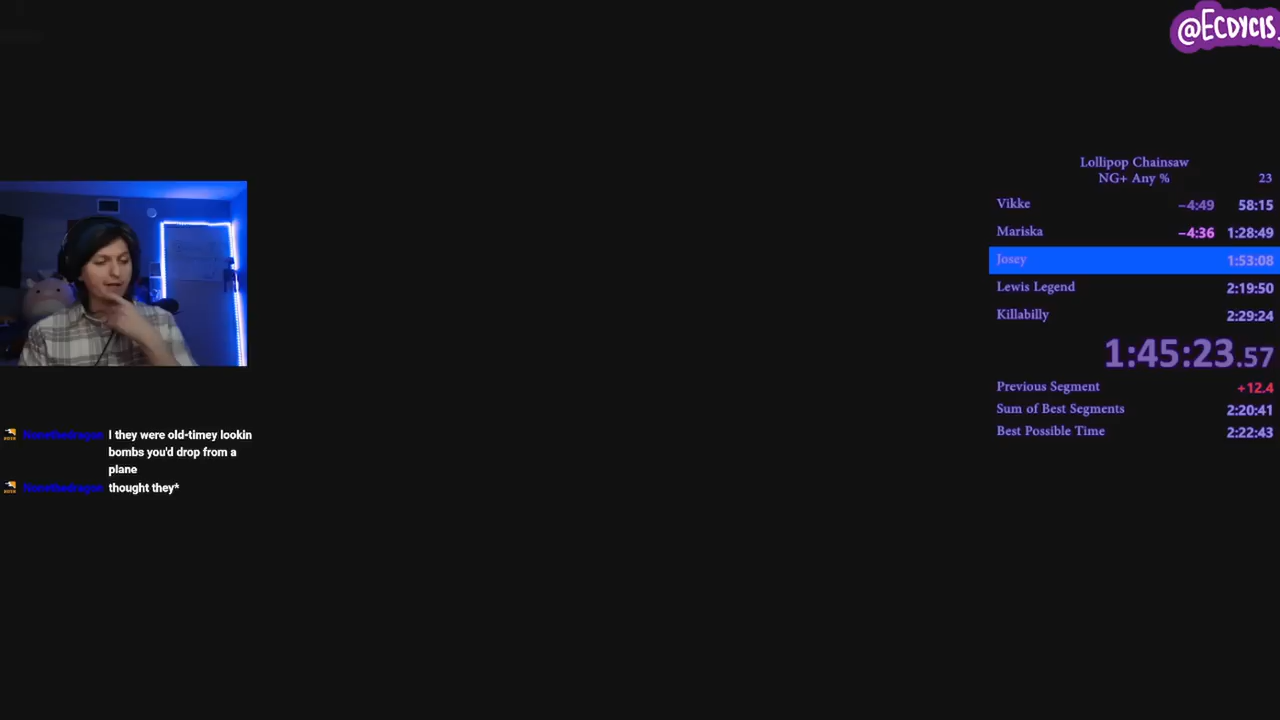 @ECDYCIS_
Lollipop Chainsaw
NG+ Any % 23
Vikke -4:49 58:15
Mariska -4:36 1:28:49
Josey 1:53:08
Lewis Legend 2:19:50
Killabilly 2:29:24
1:45:23.57
Previous Segment +12.4
Sum of Best Segments 2:20:41
Best Possible Time 2:22:43
I they were old-timey lookin
bombs you'd drop from a
plane
thought they*